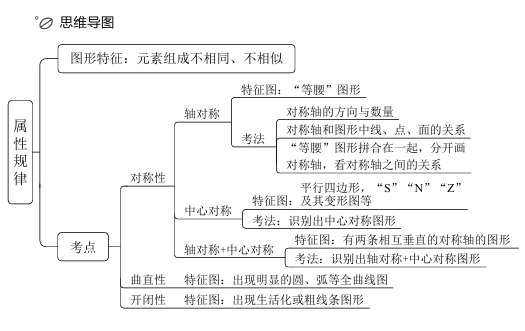 思维导图
图形特征：元素组成不相同、不相似
属性规律
考点
对称性
轴对称
特征图：“等腰”图形
考法
对称轴的方向与数量
对称轴和图形中线、点、面的关系
“等腰”图形拼合在一起，分开画
对称轴，看对称轴之间的关系
中心对称
平行四边形，“S”“N”“Z”
特征图：及其变形图等
考法：识别出中心对称图形
轴对称+中心对称
特征图：有两条相互垂直的对称轴的图形
考法：识别出轴对称+中心对称图形
曲直性 特征图：出现明显的圆、弧等全曲线图
开闭性 特征图：出现生活化或粗线条图形